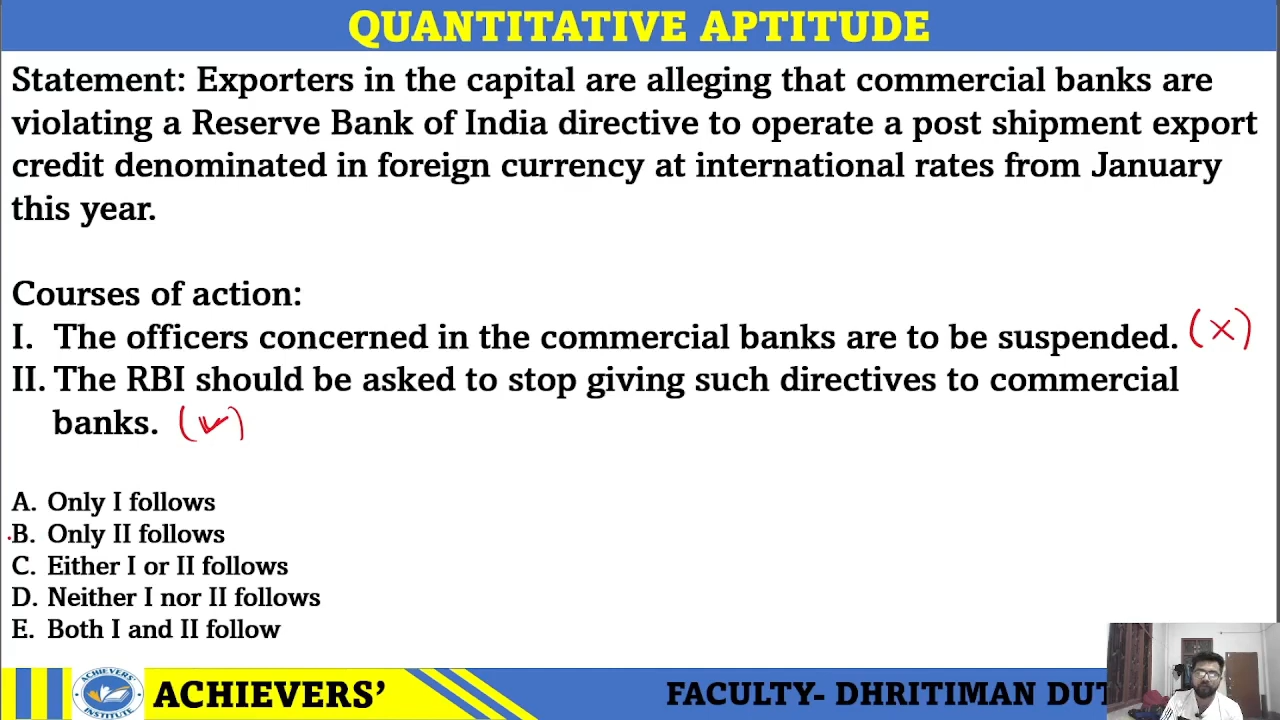 QUANTITATIVE APTITUDE
Statement: Exporters in the capital are alleging that commercial banks are
violating a Reserve Bank of India directive to operate a post shipment export
credit denominated in foreign currency at international rates from January
this year.
Courses of action:
I. The officers concerned in the commercial banks are to be suspended. (×)
II. The RBI should be asked to stop giving such directives to commercial
banks. (✓)
A. Only I follows
B. Only II follows
C. Either I or II follows
D. Neither I nor II follows
E. Both I and II follow
ACHIEVERS' INSTITUTE
ACHIEVERS’
FACULTY- DHRITIMAN DUT